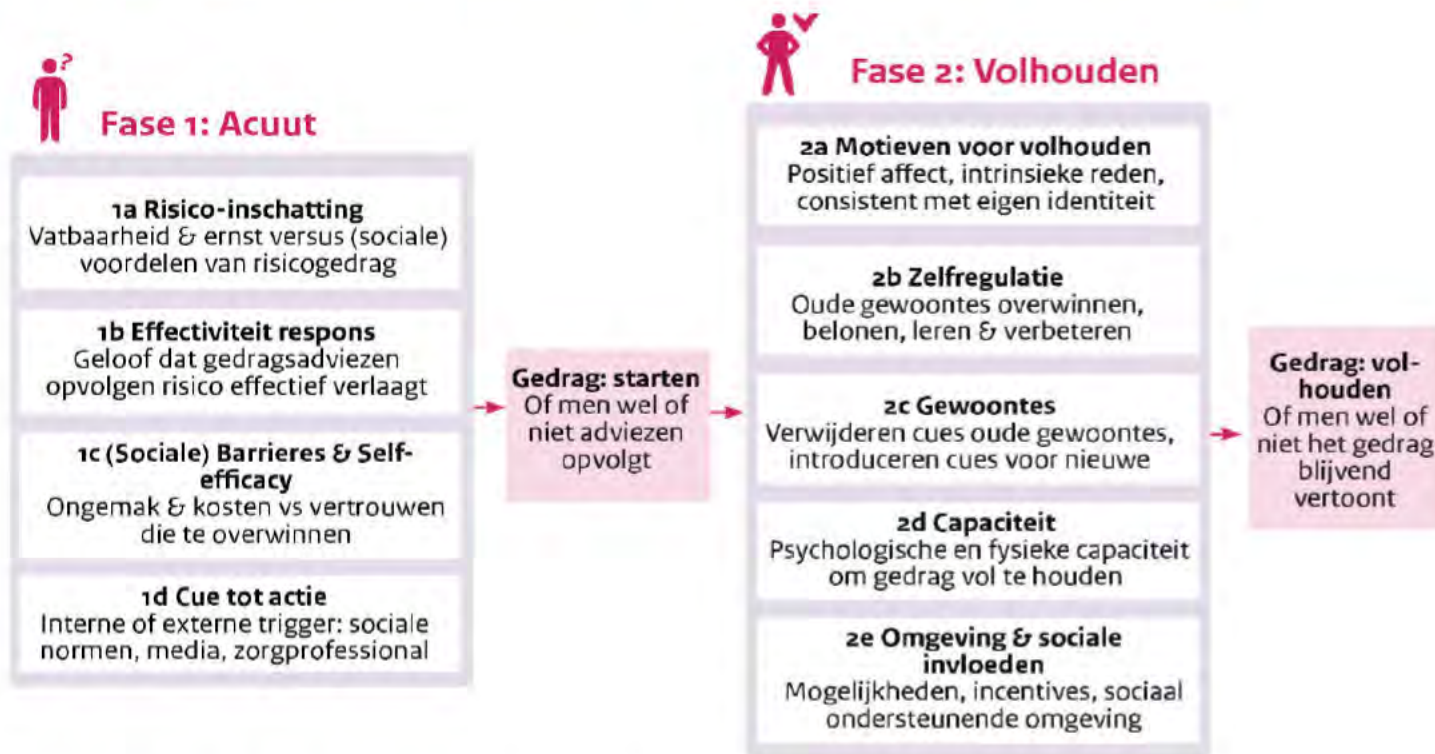 ?
Fase 1: Acuut
1a Risico-inschatting
Vatbaarheid & ernst versus (sociale)
voordelen van risicogedrag
1b Effectiviteit respons
Geloof dat gedragsadviezen
opvolgen risico effectief verlaagt
1c (Sociale) Barrieres & Self-
efficacy
Ongemak & kosten vs vertrouwen
die te overwinnen
1d Cue tot actie
Interne of externe trigger: sociale
normen, media, zorgprofessional
Gedrag: starten
Of men wel of
niet adviezen
opvolgt
Fase 2: Volhouden
2a Motieven voor volhouden
Positief affect, intrinsieke reden,
consistent met eigen identiteit
2b Zelfregulatie
Oude gewoontes overwinnen,
belonen, leren & verbeteren
2c Gewoontes
Verwijderen cues oude gewoontes,
introduceren cues voor nieuwe
2d Capaciteit
Psychologische en fysieke capaciteit
om gedrag vol te houden
2e Omgeving & sociale
invloeden
Mogelijkheden, incentives, sociaal
ondersteunende omgeving
Gedrag: vol-
houden
Of men wel of
niet het gedrag
blijvend
vertoont